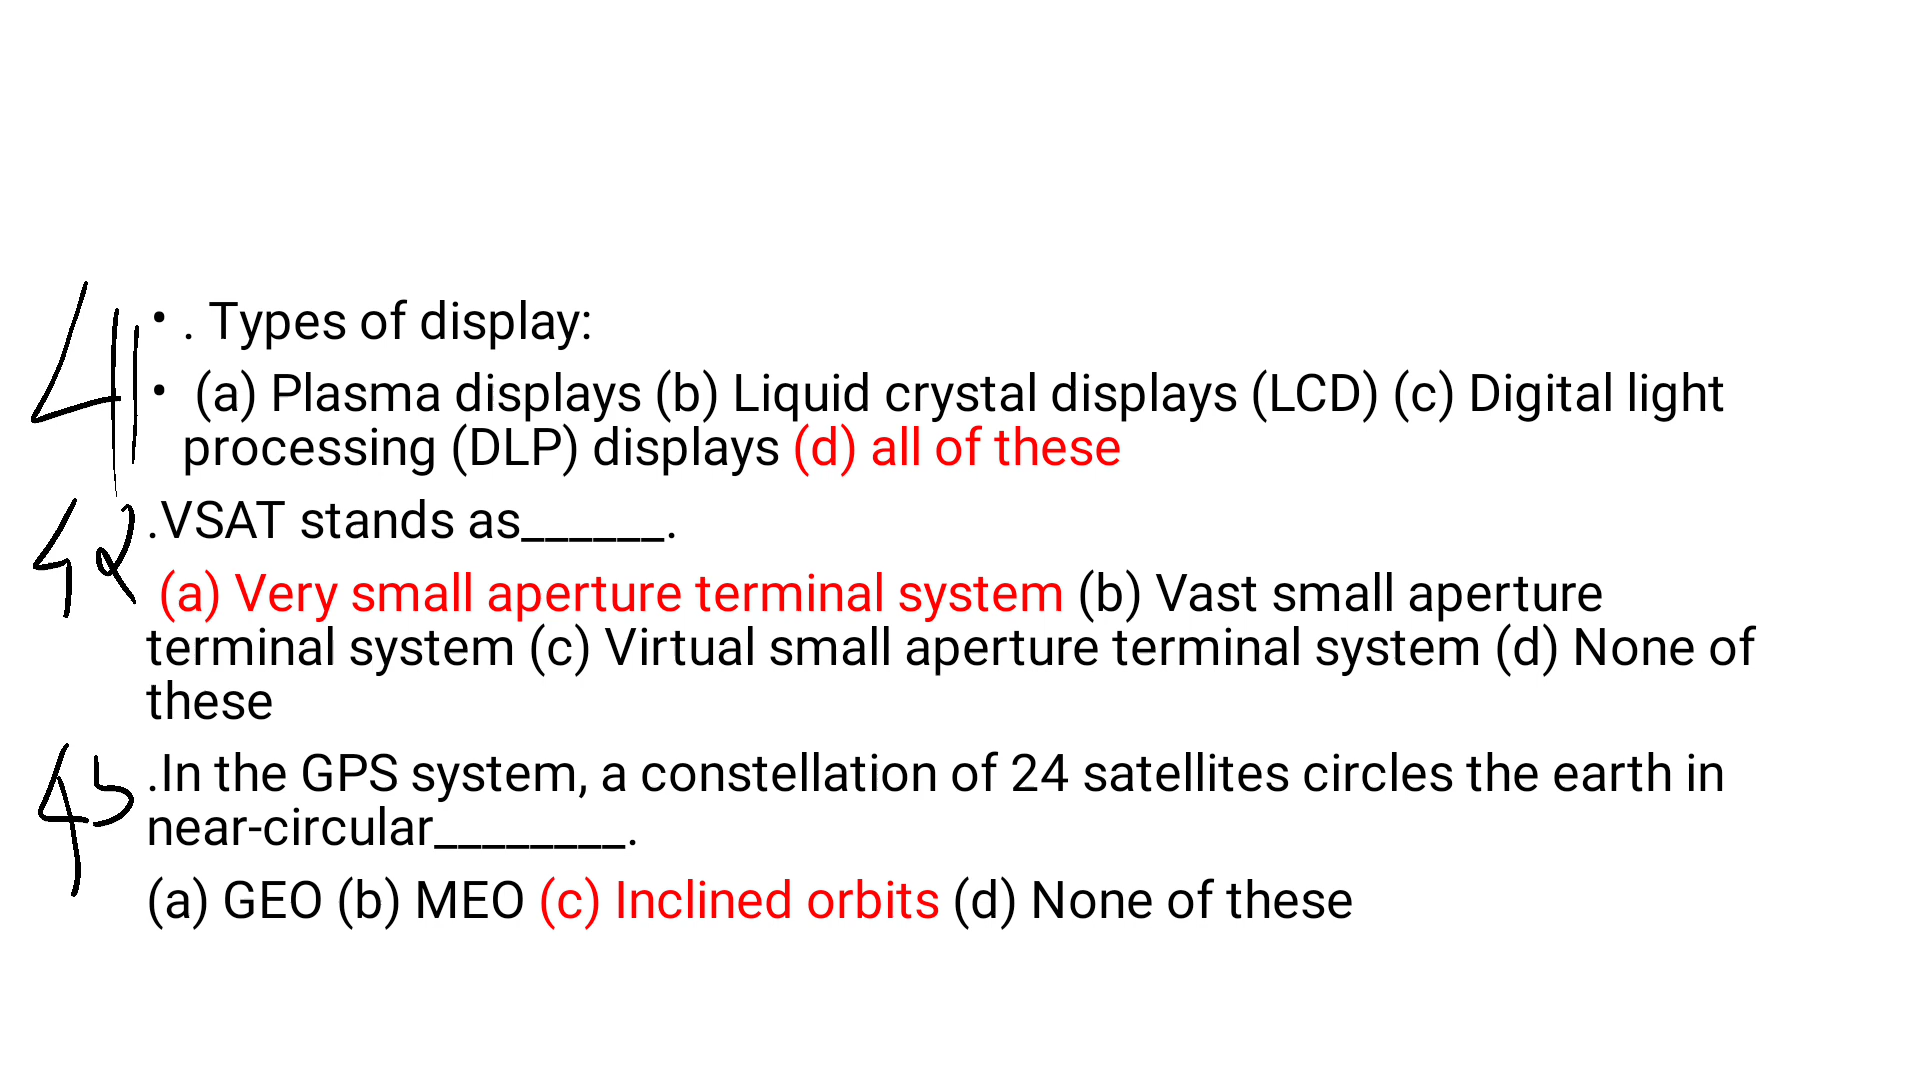 41 • . Types of display:
• (a) Plasma displays (b) Liquid crystal displays (LCD) (c) Digital light
processing (DLP) displays (d) all of these
42 .VSAT stands as______.
(a) Very small aperture terminal system (b) Vast small aperture
terminal system (c) Virtual small aperture terminal system (d) None of
these
.In the GPS system, a constellation of 24 satellites circles the earth in
near-circular________.
(a) GEO (b) MEO (c) Inclined orbits (d) None of these